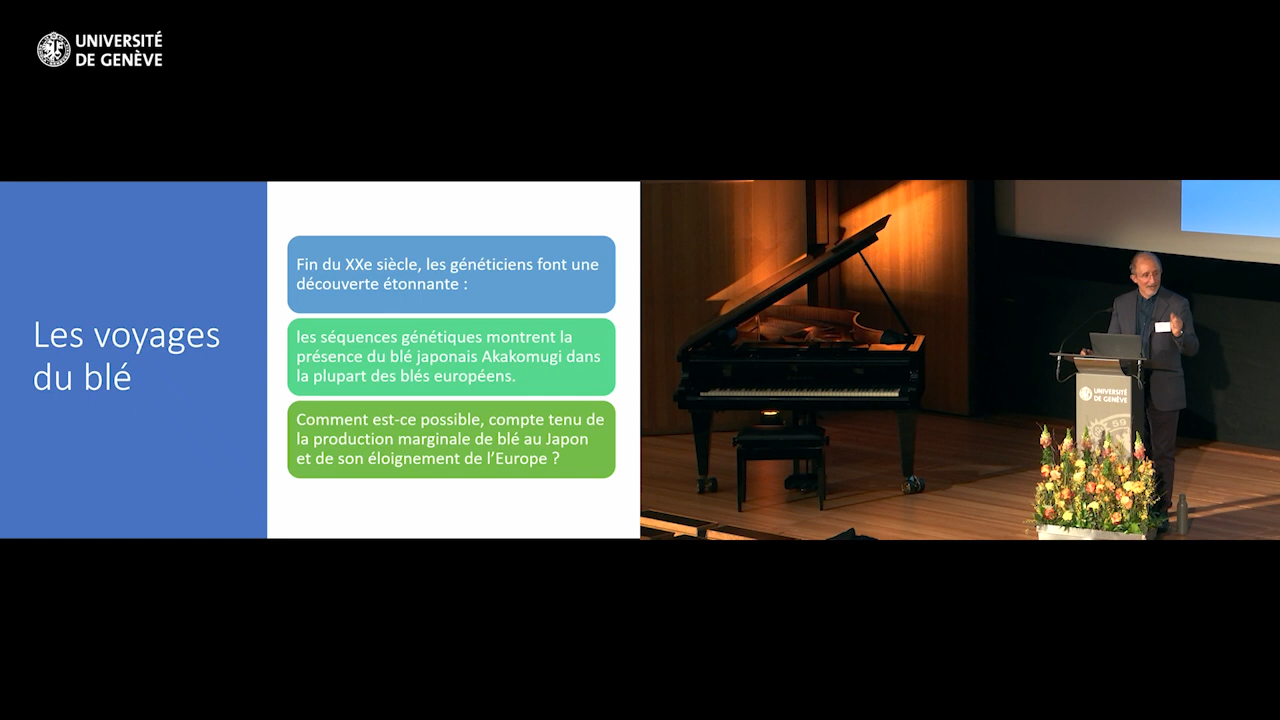 UNIVERSITÉ
DE GENÈVE
Les voyages
du blé
Fin du XXe siècle, les généticiens font une
découverte étonnante :
les séquences génétiques montrent la
présence du blé japonais Akakomugi dans
la plupart des blés européens.
Comment est-ce possible, compte tenu de
la production marginale de blé au Japon
et de son éloignement de l’Europe ?
UNIVERSITÉ
DE GENÈVE